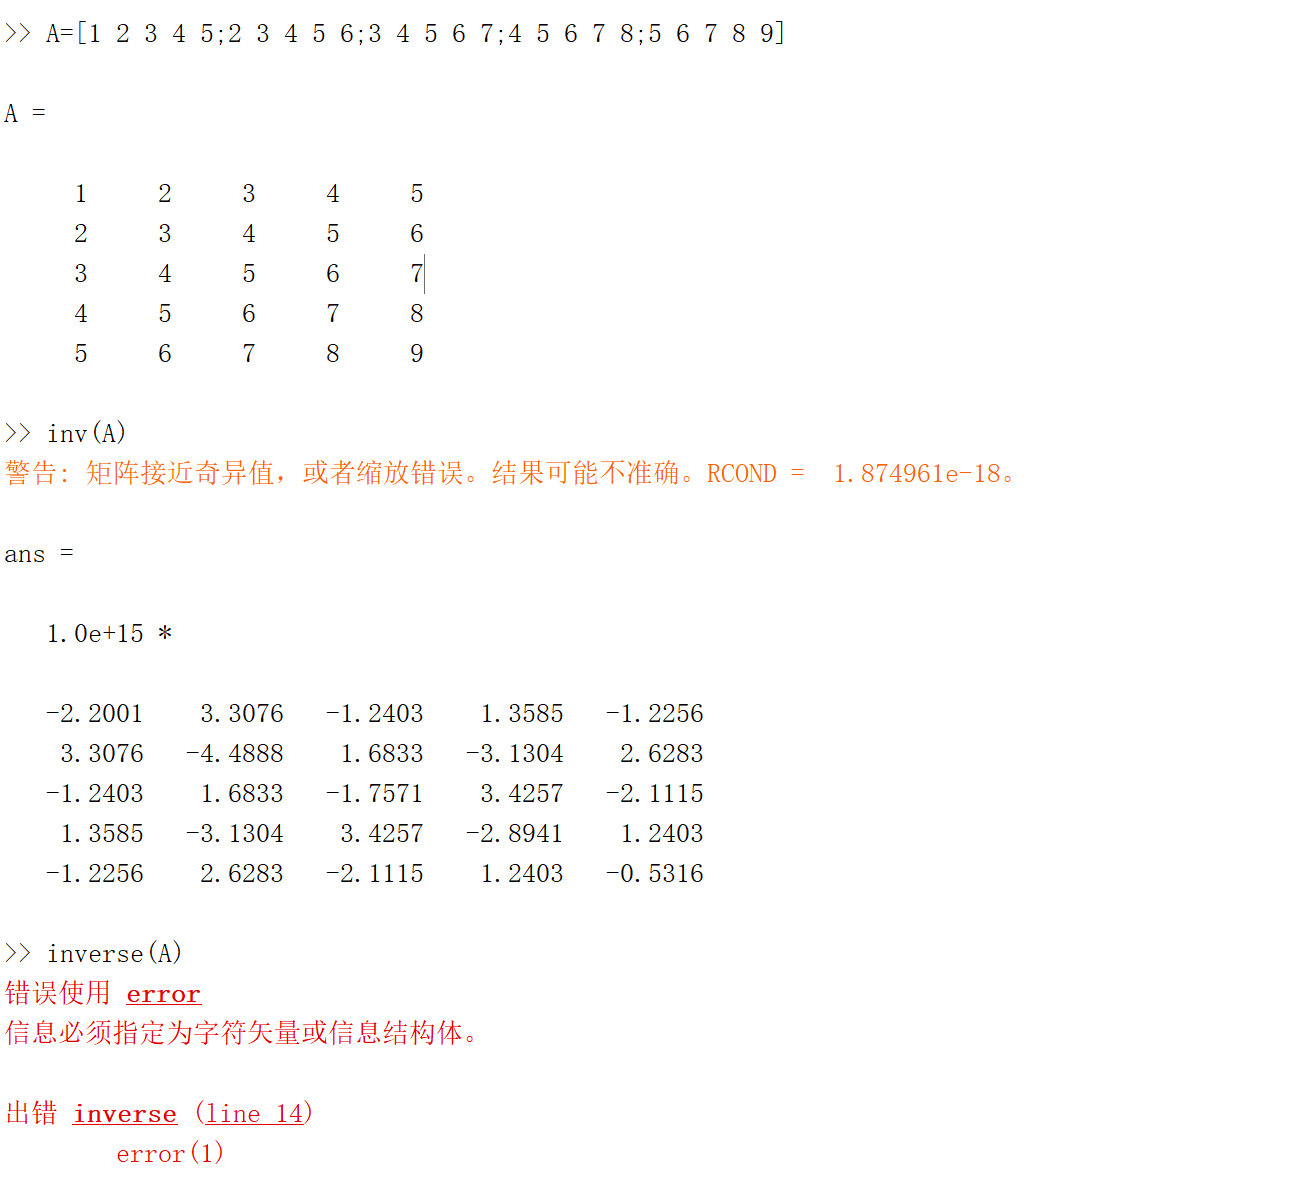 >> A=[1 2 3 4 5;2 3 4 5 6;3 4 5 6 7;4 5 6 7 8;5 6 7 8 9]
A =
1 2 3 4 5
2 3 4 5 6
3 4 5 6 7
4 5 6 7 8
5 6 7 8 9
>> inv(A)
警告: 矩阵接近奇异值，或者缩放错误。结果可能不准确。RCOND = 1.874961e-18。
ans =
1.0e+15 *
-2.2001 3.3076 -1.2403 1.3585 -1.2256
3.3076 -4.4888 1.6833 -3.1304 2.6283
-1.2403 1.6833 -1.7571 3.4257 -2.1115
1.3585 -3.1304 3.4257 -2.8941 1.2403
-1.2256 2.6283 -2.1115 1.2403 -0.5316
>> inverse(A)
错误使用 error
信息必须指定为字符矢量或信息结构体。
出错 inverse (line 14)
error(1)